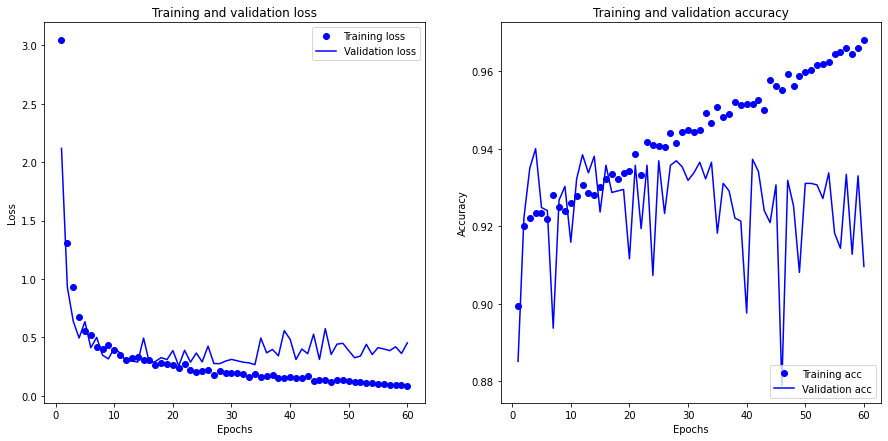 Training and validation loss
Training loss
Validation loss
3.0
2.5
2.0
1.5
1.0
0.5
0.0
Loss
0 10 20 30 40 50 60
Epochs
Training and validation accuracy
0.96
0.94
0.92
0.90
0.88
Accuracy
Training acc
Validation acc
0 10 20 30 40 50 60
Epochs